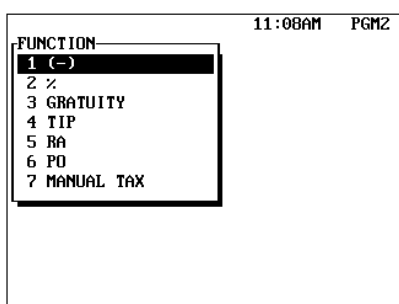 11:08AM PGM2
FUNCTION
1 (-)
2 %
3 GRATUITY
4 TIP
5 RA
6 PO
7 MANUAL TAX